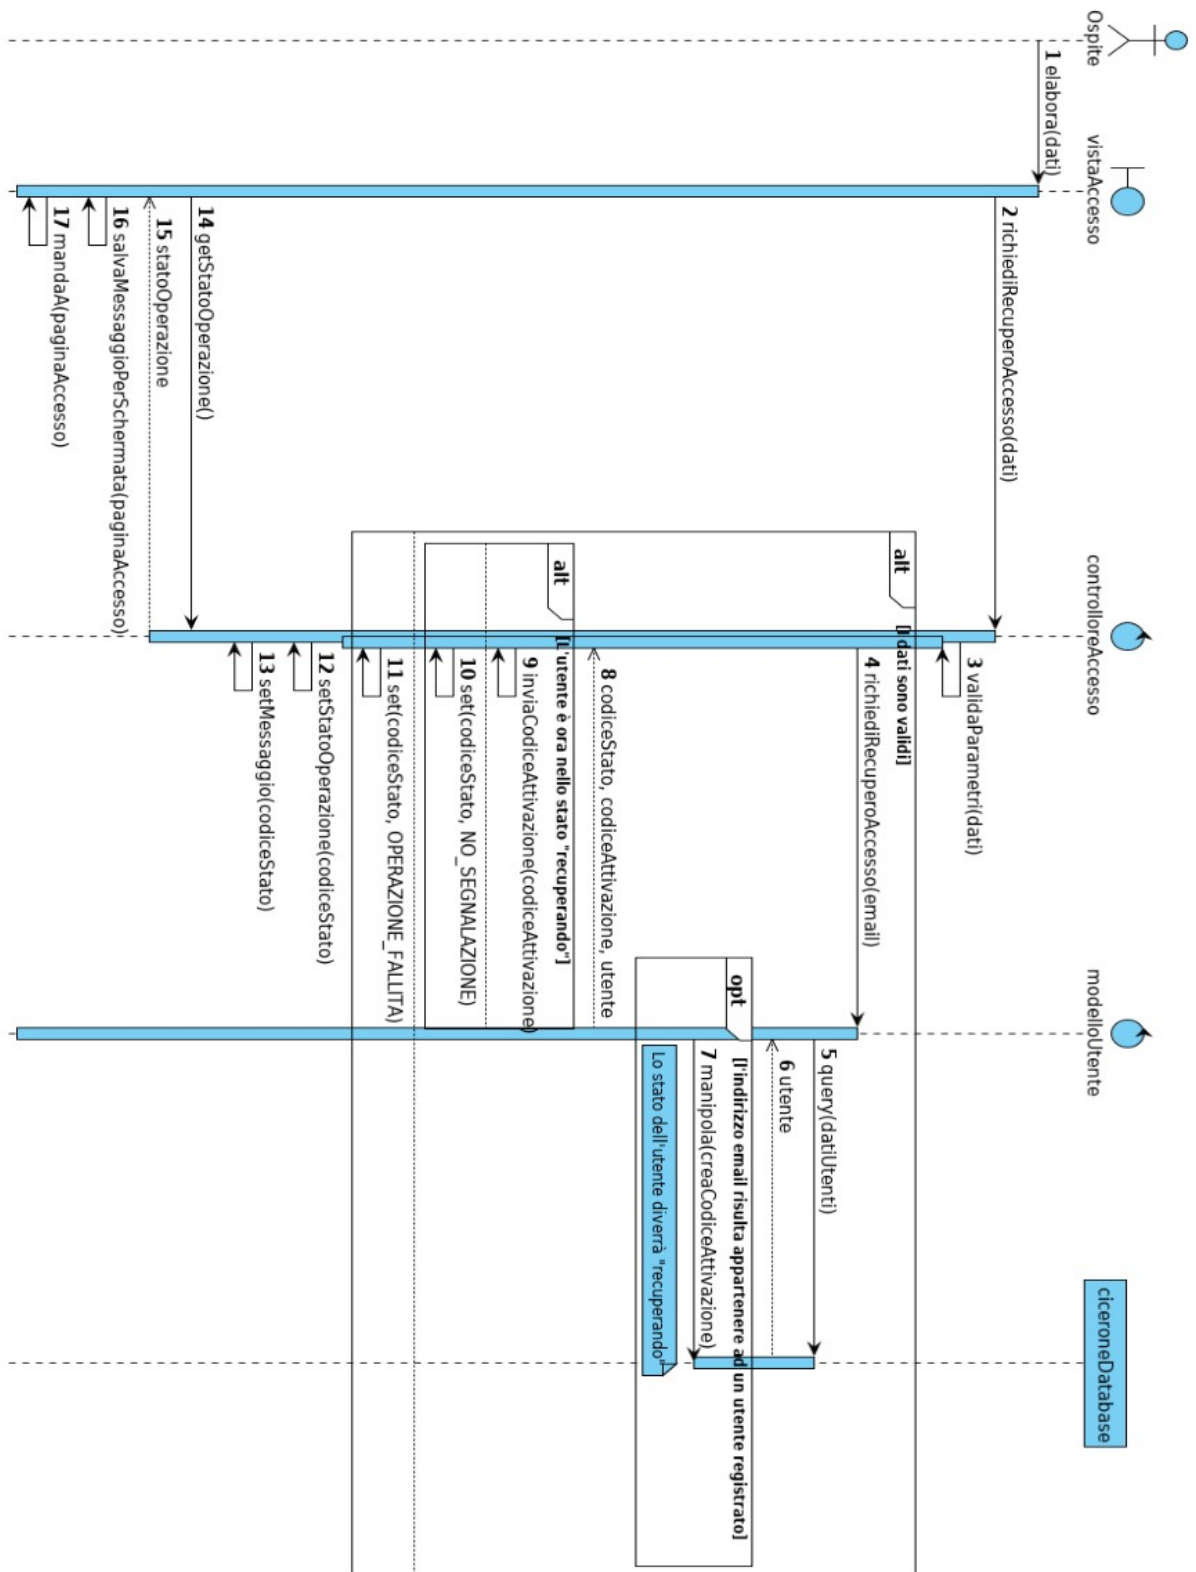 Ospite
vistaAccesso
controlloreAccesso
modelloUtente
ciceroneDatabase
1 elabora(dati)
2 richiediRecuperoAccesso(dati)
3 validaParametri(dati)
alt
[I dati sono validi]
4 richiediRecuperoAccesso(email)
5 query(datiUtenti)
6 utente
opt
[l'indirizzo email risulta appartenere ad un utente registrato]
7 manipola(creaCodiceAttivazione)
Lo stato dell'utente diverrà "recuperando"
8 codiceStato, codiceAttivazione, utente
alt
[L'utente è ora nello stato "recuperando"]
9 inviaCodiceAttivazione(codiceAttivazione)
10 set(codiceStato, NO_SEGNALAZIONE)
11 set(codiceStato, OPERAZIONE_FALLITA)
12 setStatoOperazione(codiceStato)
13 setMessaggio(codiceStato)
14 getStatoOperazione()
15 statoOperazione
16 salvaMessaggioPerSchermata(paginaAccesso)
17 mandaA(paginaAccesso)